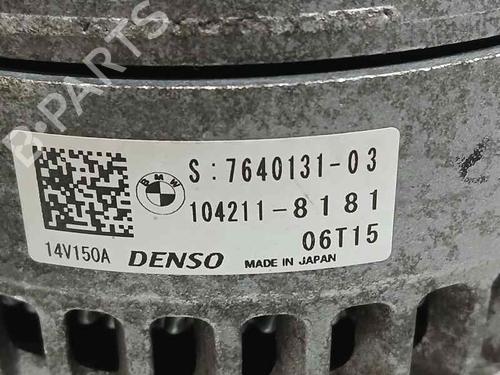 B-PARTS
S:7640131-03
BMW
104211-8181
06T15
14V150A DENSO MADE IN JAPAN